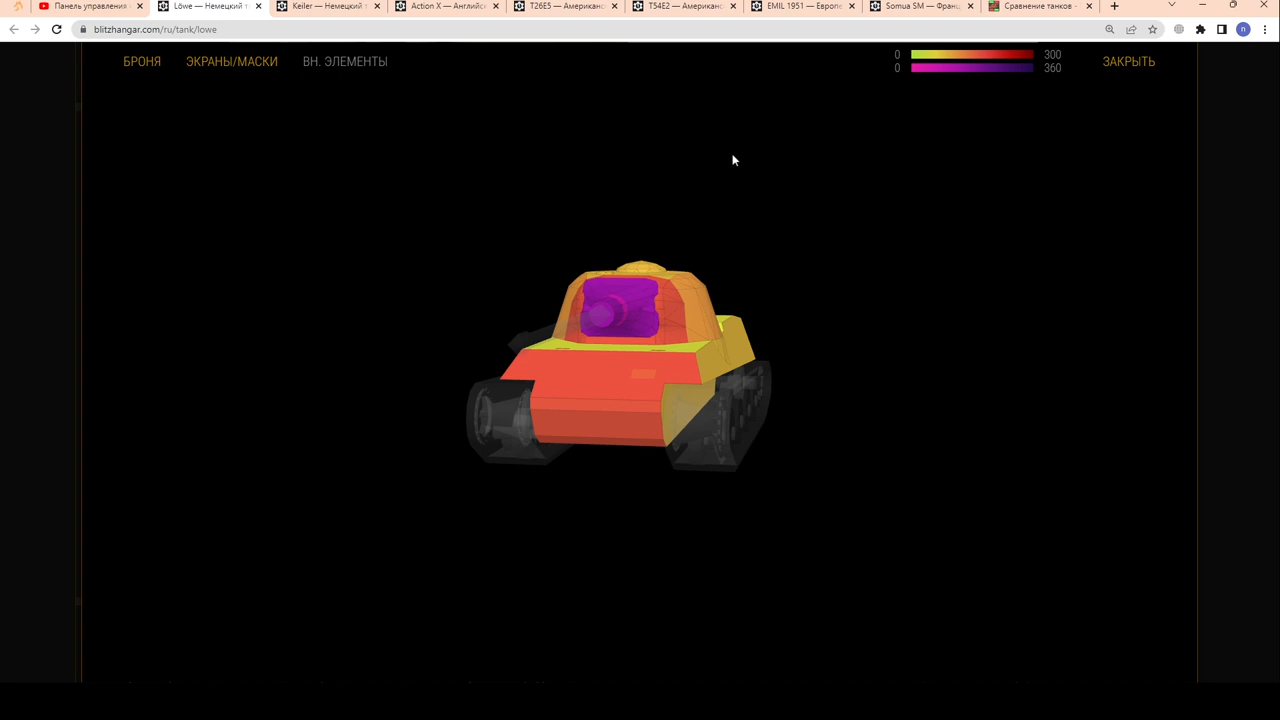 Панель управления
Löwe — Немецкий т
Keiler — Немецкий т
Action X — Английск
T26E5 — Американс
T54E2 — Американс
EMIL 1951 — Европе
Somua SM — Франц
Сравнение танков -
blitzhangar.com/ru/tank/lowe
n
БРОНЯ ЭКРАНЫ/МАСКИ ВН. ЭЛЕМЕНТЫ
0 300
0 360
ЗАКРЫТЬ